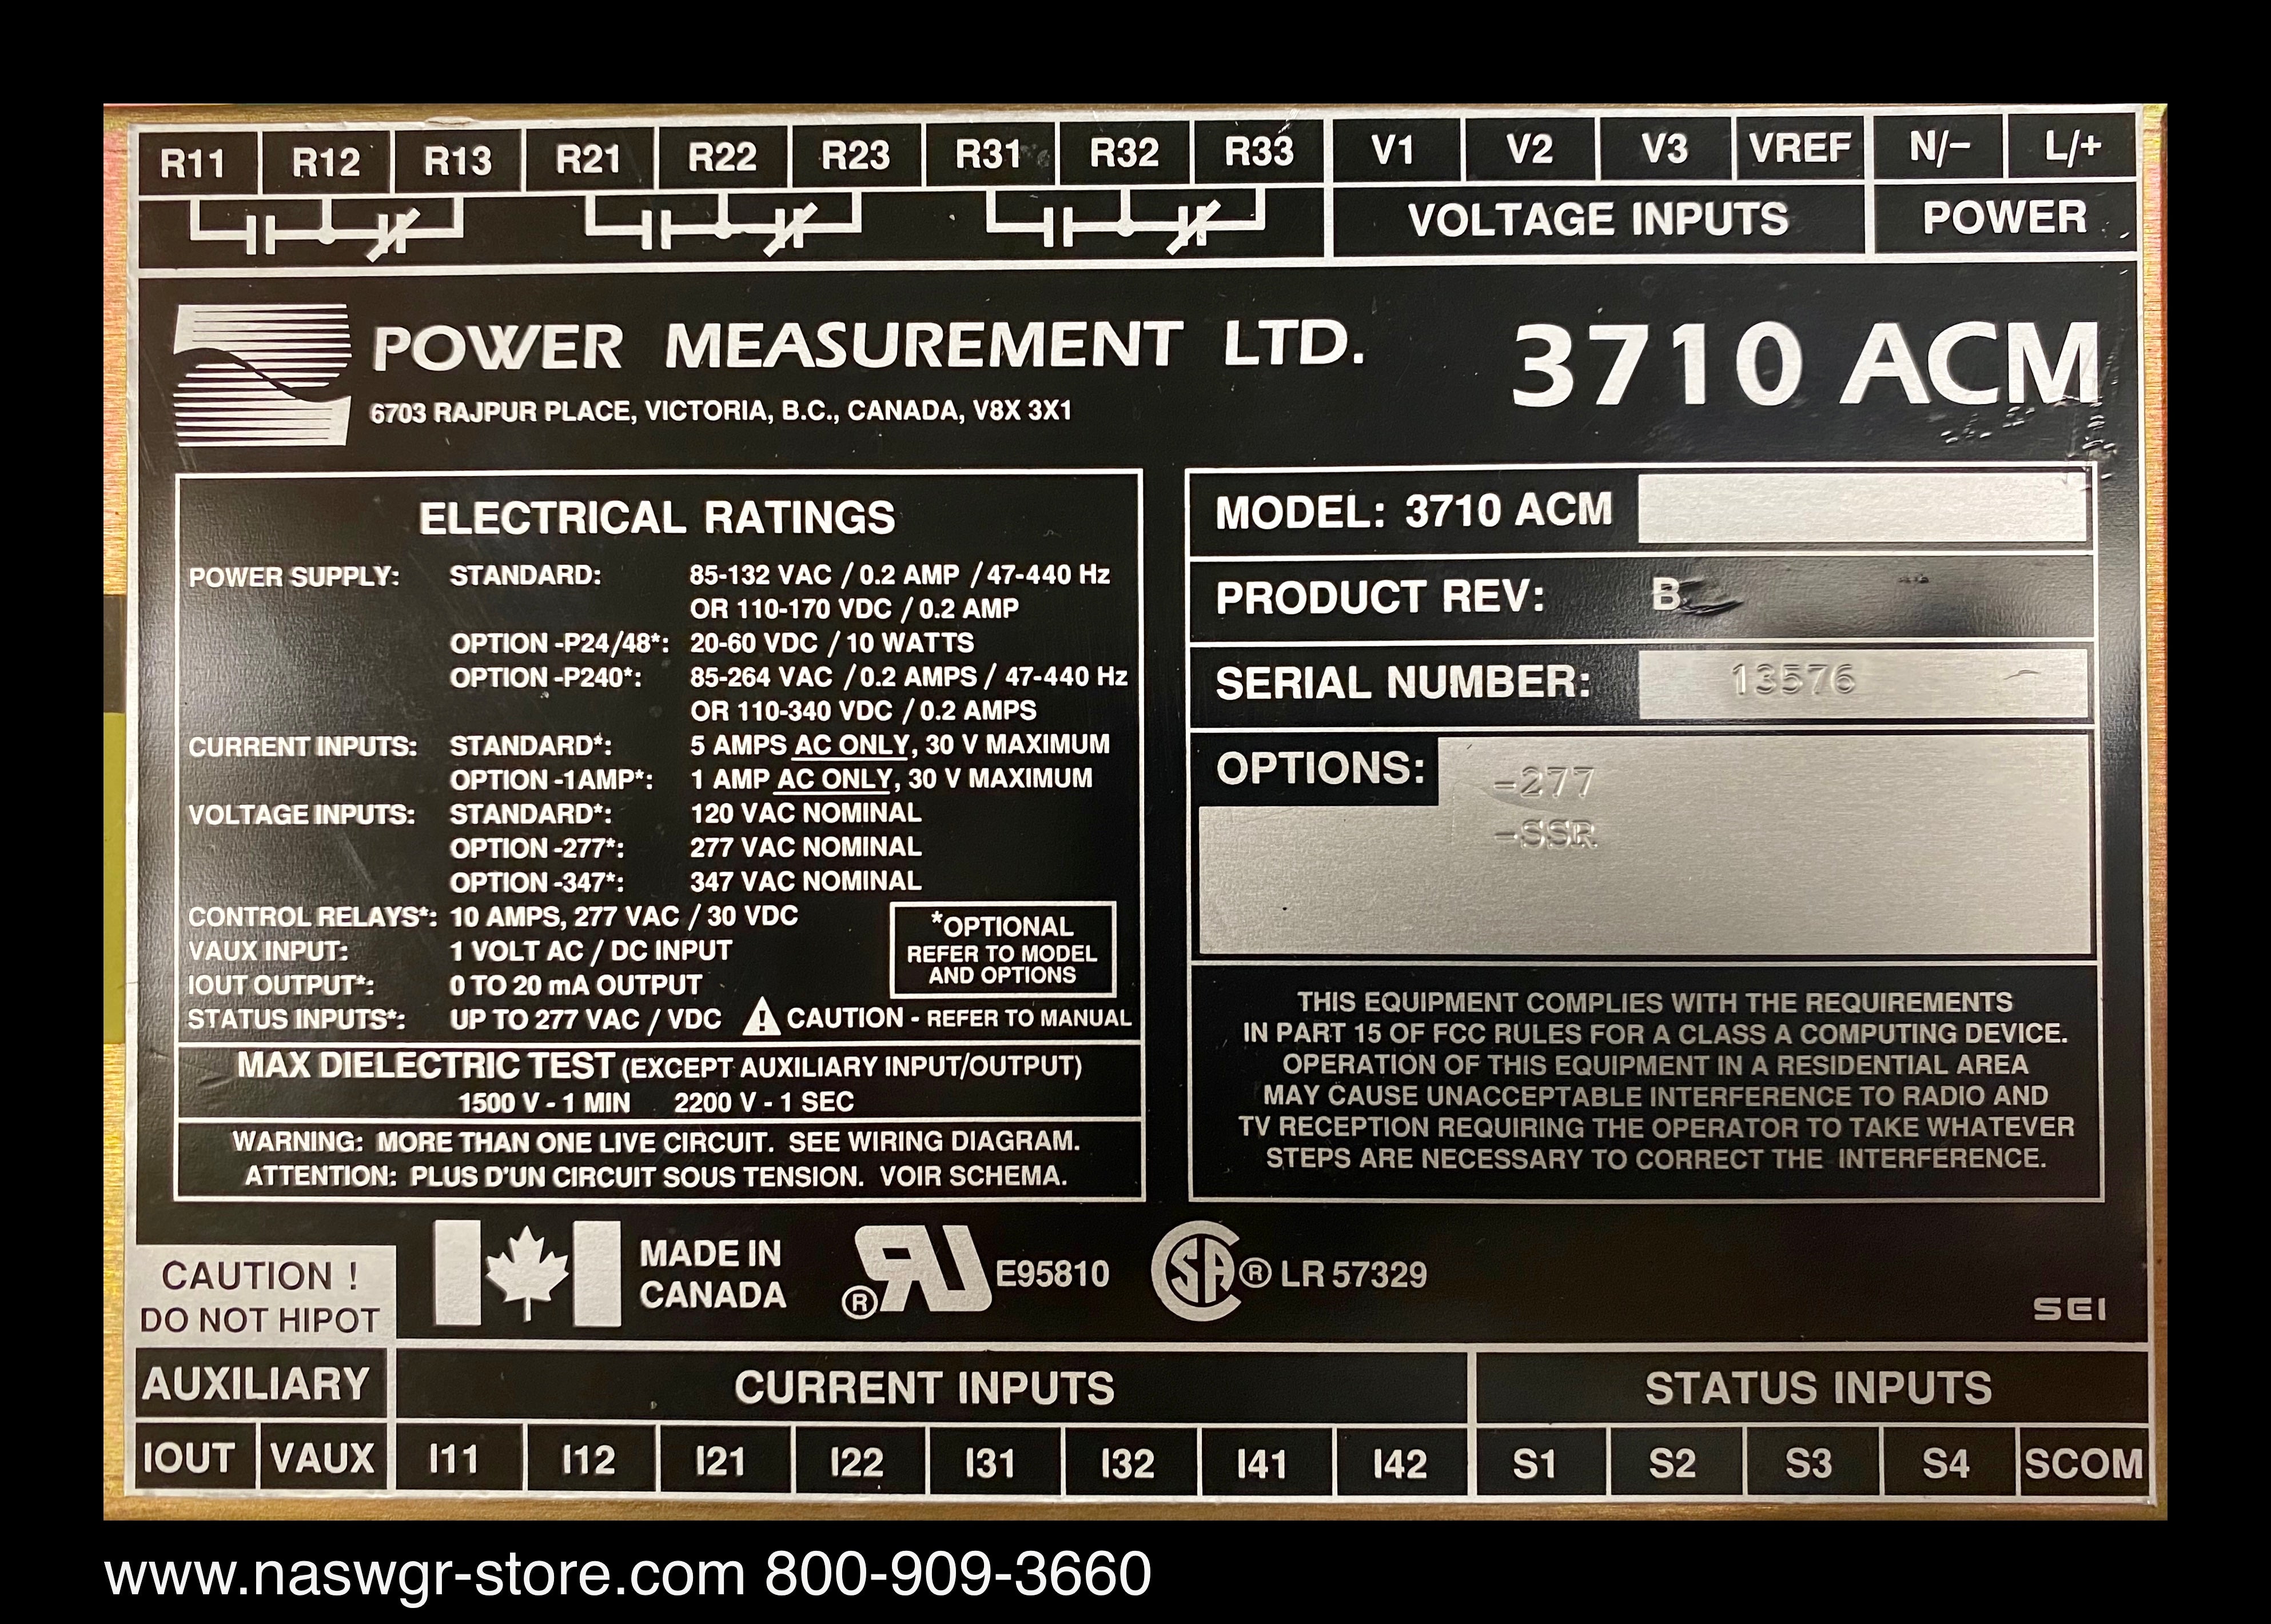 R11 R12 R13 R21 R22 R23 R31 R32 R33 V1 V2 V3 VREF N/– L/+
VOLTAGE INPUTS POWER
POWER MEASUREMENT LTD.
6703 RAJPUR PLACE, VICTORIA, B.C., CANADA, V8X 3X1
3710 ACM
ELECTRICAL RATINGS
POWER SUPPLY: STANDARD: 85-132 VAC / 0.2 AMP / 47-440 Hz
OR 110-170 VDC / 0.2 AMP
OPTION -P24/48*: 20-60 VDC / 10 WATTS
OPTION -P240*: 85-264 VAC / 0.2 AMPS / 47-440 Hz
OR 110-340 VDC / 0.2 AMPS
CURRENT INPUTS: STANDARD*: 5 AMPS AC ONLY, 30 V MAXIMUM
OPTION -1AMP*: 1 AMP AC ONLY, 30 V MAXIMUM
VOLTAGE INPUTS: STANDARD*: 120 VAC NOMINAL
OPTION -277*: 277 VAC NOMINAL
OPTION -347*: 347 VAC NOMINAL
CONTROL RELAYS*: 10 AMPS, 277 VAC / 30 VDC
VAUX INPUT: 1 VOLT AC / DC INPUT
IOUT OUTPUT*: 0 TO 20 mA OUTPUT
*OPTIONAL
REFER TO MODEL
AND OPTIONS
STATUS INPUTS*: UP TO 277 VAC / VDC CAUTION - REFER TO MANUAL
MAX DIELECTRIC TEST (EXCEPT AUXILIARY INPUT/OUTPUT)
1500 V - 1 MIN 2200 V - 1 SEC
WARNING: MORE THAN ONE LIVE CIRCUIT. SEE WIRING DIAGRAM.
ATTENTION: PLUS D'UN CIRCUIT SOUS TENSION. VOIR SCHEMA.
MODEL: 3710 ACM
PRODUCT REV: B
SERIAL NUMBER: 13576
OPTIONS: -277
-SSR
THIS EQUIPMENT COMPLIES WITH THE REQUIREMENTS
IN PART 15 OF FCC RULES FOR A CLASS A COMPUTING DEVICE.
OPERATION OF THIS EQUIPMENT IN A RESIDENTIAL AREA
MAY CAUSE UNACCEPTABLE INTERFERENCE TO RADIO AND
TV RECEPTION REQUIRING THE OPERATOR TO TAKE WHATEVER
STEPS ARE NECESSARY TO CORRECT THE INTERFERENCE.
CAUTION !
DO NOT HIPOT
MADE IN
CANADA
® RU E95810
SA ® LR 57329
SEI
AUXILIARY CURRENT INPUTS STATUS INPUTS
IOUT VAUX I11 I12 I21 I22 I31 I32 I41 I42 S1 S2 S3 S4 SCOM
www.naswgr-store.com 800-909-3660